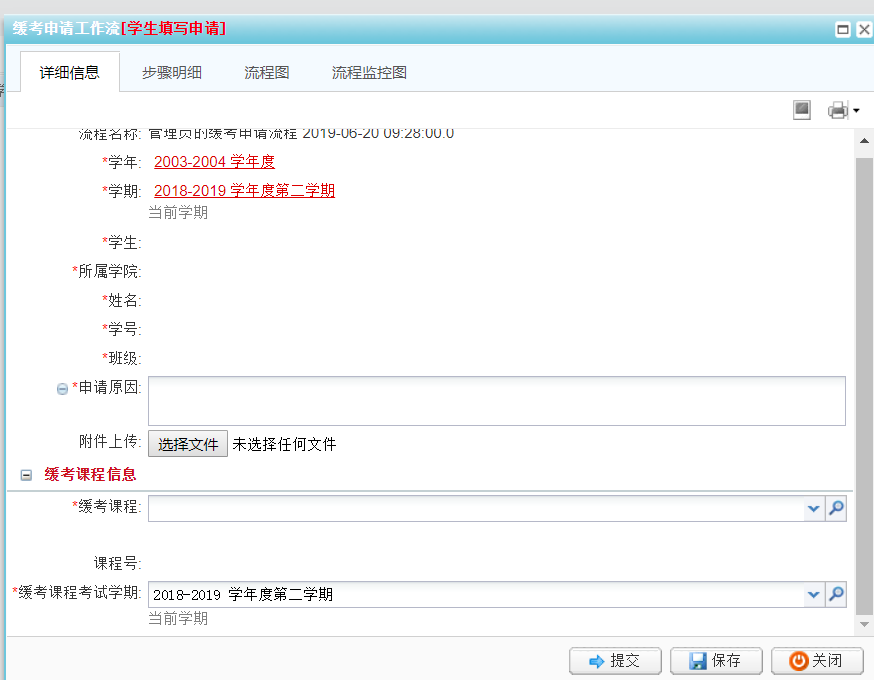 缓考申请工作流[学生填写申请]
详细信息 步骤明细 流程图 流程监控图
流程名称: 管理员的缓考申请流程 2019-06-20 09:28:00.0
*学年: 2003-2004 学年度
*学期: 2018-2019 学年度第二学期
当前学期
*学生:
*所属学院:
*姓名:
*学号:
*班级:
*申请原因:
附件上传: 选择文件 未选择任何文件
缓考课程信息
*缓考课程:
课程号:
*缓考课程考试学期: 2018-2019 学年度第二学期
当前学期
提交 保存 关闭